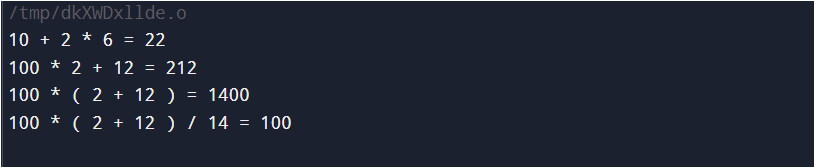 /tmp/dkXWDxllde.o
10 + 2 * 6 = 22
100 * 2 + 12 = 212
100 * ( 2 + 12 ) = 1400
100 * ( 2 + 12 ) / 14 = 100